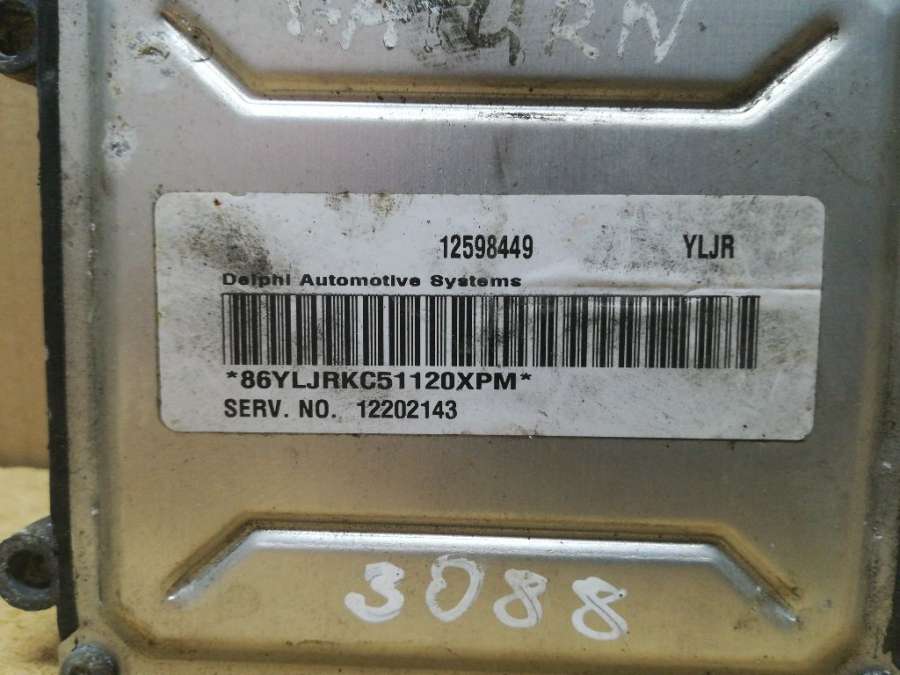 12598449 YLJR
Delphi Automotive Systems
*86YLJRKC51120XPM*
SERV. NO. 12202143
3088